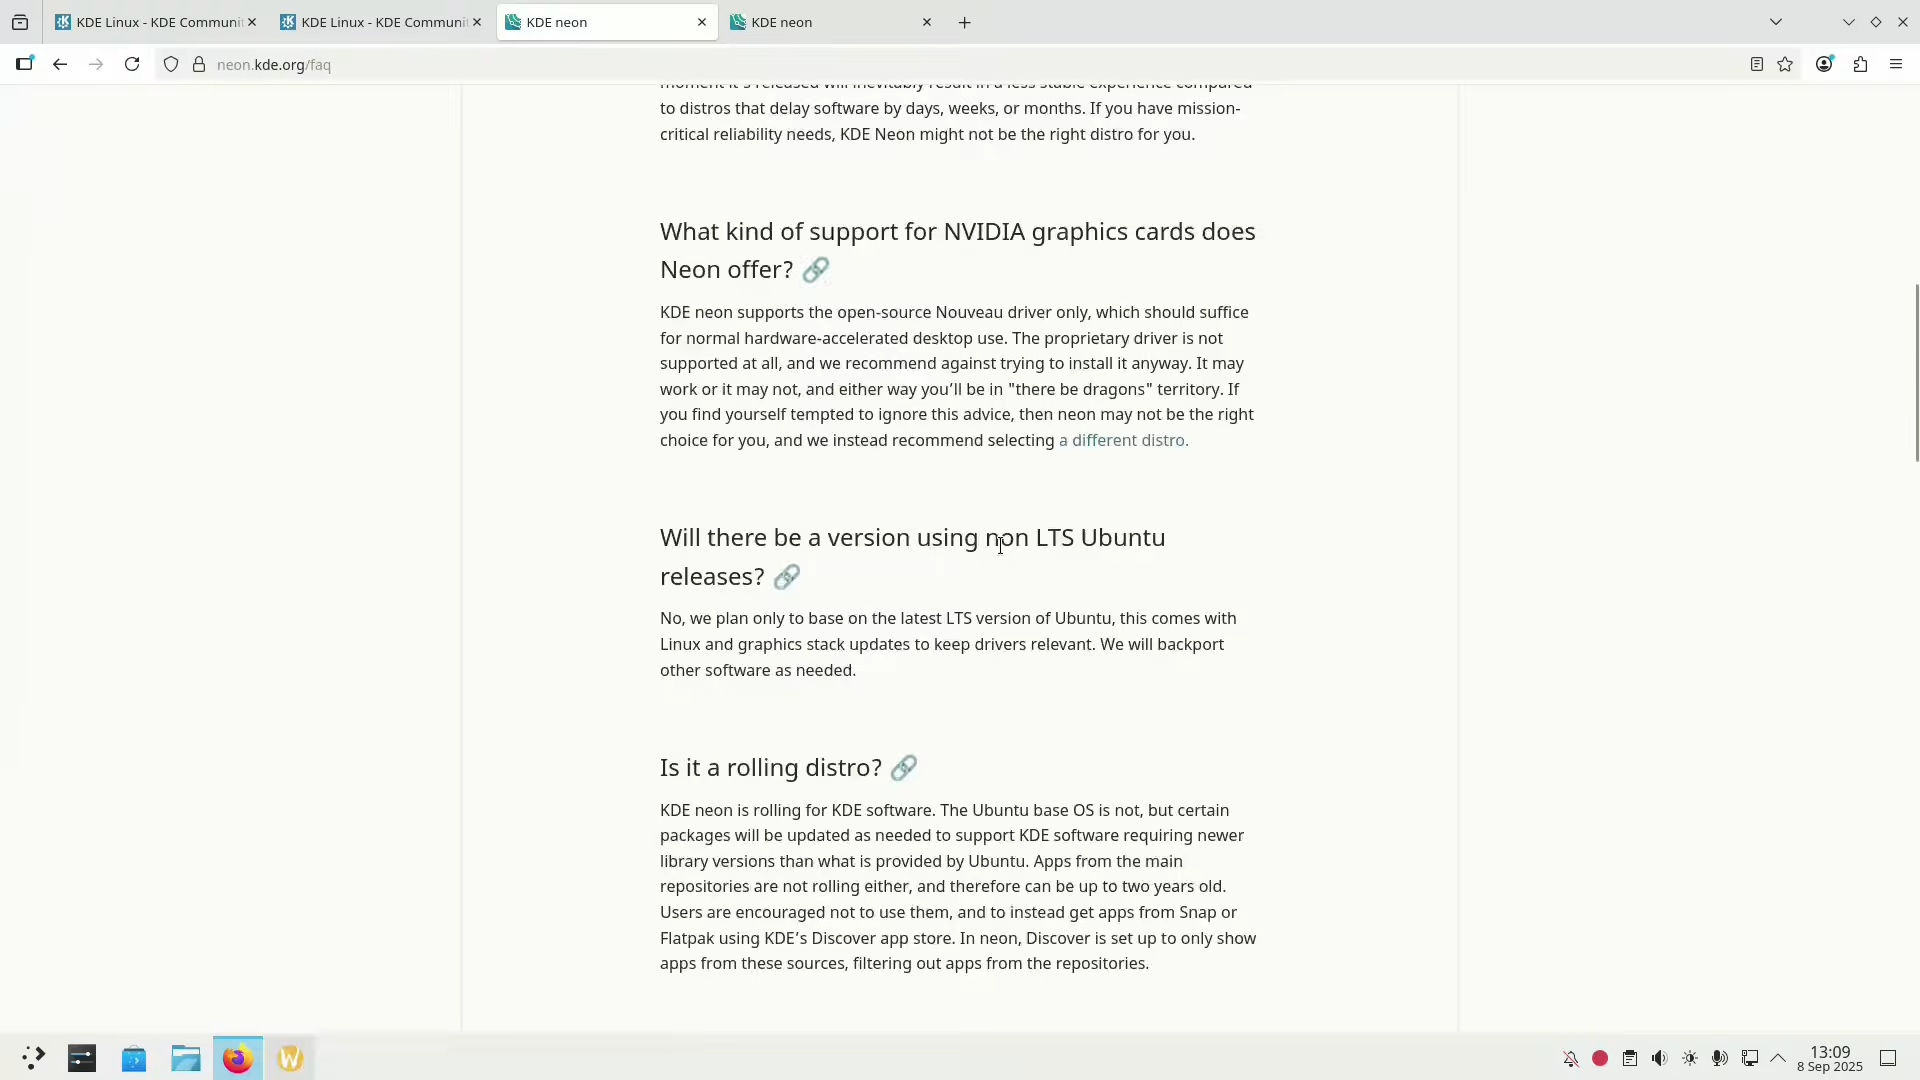 KDE Linux - KDE Communi
KDE Linux - KDE Communi
KDE neon
KDE neon
neon.kde.org/faq
moment it's released will inevitably result in a less stable experience compared
to distros that delay software by days, weeks, or months. If you have mission-
critical reliability needs, KDE Neon might not be the right distro for you.
What kind of support for NVIDIA graphics cards does
Neon offer?
KDE neon supports the open-source Nouveau driver only, which should suffice
for normal hardware-accelerated desktop use. The proprietary driver is not
supported at all, and we recommend against trying to install it anyway. It may
work or it may not, and either way you’ll be in "there be dragons" territory. If
you find yourself tempted to ignore this advice, then neon may not be the right
choice for you, and we instead recommend selecting a different distro.
Will there be a version using non LTS Ubuntu
releases?
No, we plan only to base on the latest LTS version of Ubuntu, this comes with
Linux and graphics stack updates to keep drivers relevant. We will backport
other software as needed.
Is it a rolling distro?
KDE neon is rolling for KDE software. The Ubuntu base OS is not, but certain
packages will be updated as needed to support KDE software requiring newer
library versions than what is provided by Ubuntu. Apps from the main
repositories are not rolling either, and therefore can be up to two years old.
Users are encouraged not to use them, and to instead get apps from Snap or
Flatpak using KDE’s Discover app store. In neon, Discover is set up to only show
apps from these sources, filtering out apps from the repositories.
W
13:09
8 Sep 2025